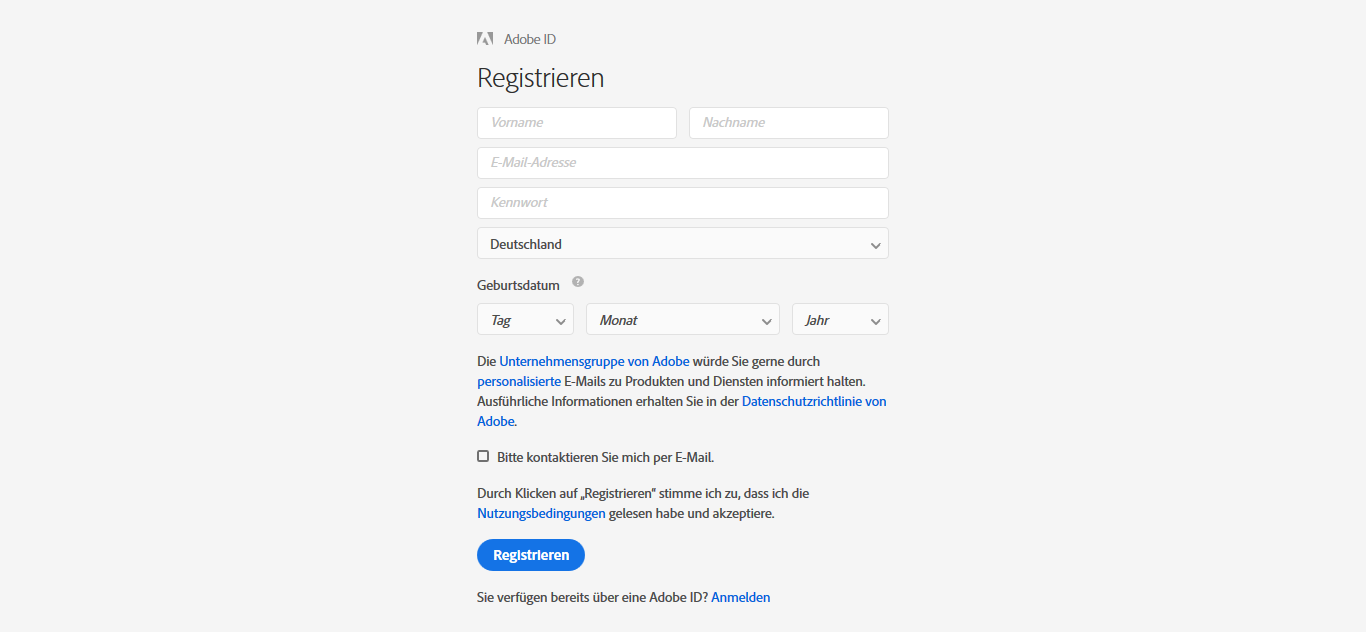 Adobe ID
Registrieren
Vorname Nachname
E-Mail-Adresse
Kennwort
Deutschland
Geburtsdatum ?
Tag Monat Jahr
Die Unternehmensgruppe von Adobe würde Sie gerne durch
personalisierte E-Mails zu Produkten und Diensten informiert halten.
Ausführliche Informationen erhalten Sie in der Datenschutzrichtlinie von
Adobe.
Bitte kontaktieren Sie mich per E-Mail.
Durch Klicken auf „Registrieren“ stimme ich zu, dass ich die
Nutzungsbedingungen gelesen habe und akzeptiere.
Registrieren
Sie verfügen bereits über eine Adobe ID? Anmelden